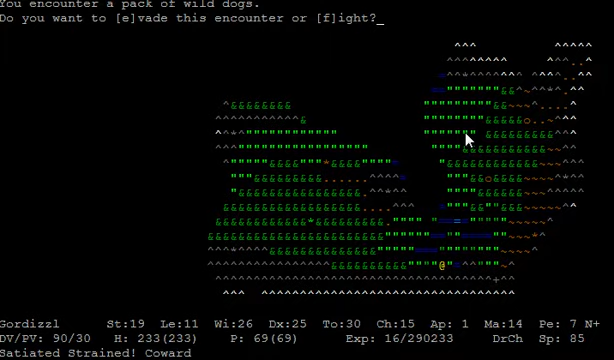 You encounter a pack of wild dogs.
Do you want to [e]vade this encounter or [f]ight?_
Gordizzl St:19 Le:11 Wi:26 Dx:25 To:30 Ch:15 Ap: 1 Ma:14 Pe: 7 N+
DV/PV: 90/30 H: 233(233) P: 69(69) Exp: 16/290233 DrCh Sp: 85
Satiated Strained! Coward